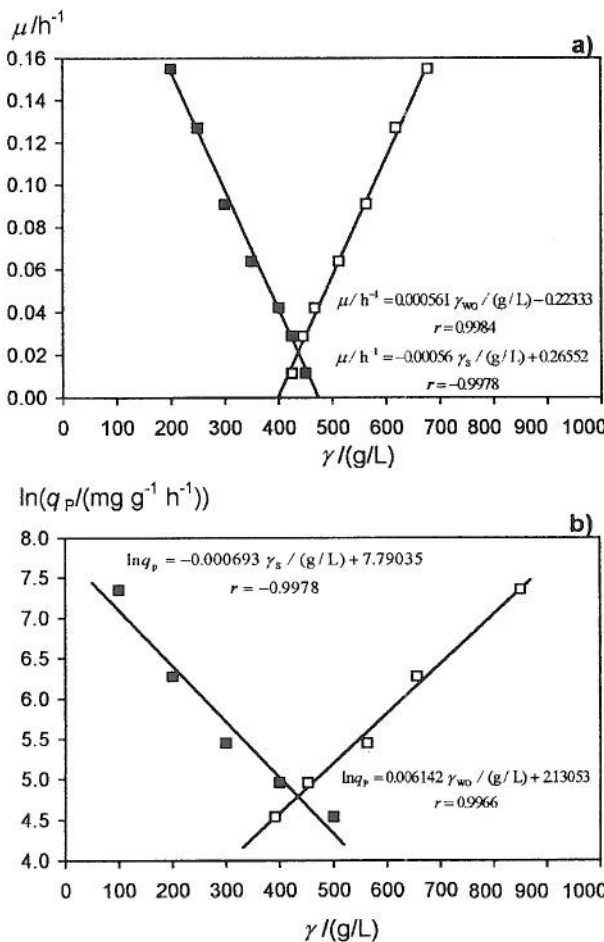 μ/h⁻¹
a)
0.16
0.14
0.12
0.10
0.08
0.06
0.04
0.02
0.00
μ/h⁻¹ = 0.000561 γwo/(g/L)−0.22333
r=0.9984
μ/h⁻¹ = −0.00056 γs/(g/L)+0.26552
r=−0.9978
0 100 200 300 400 500 600 700 800 900 1000
γ/(g/L)
ln(qP/(mg g⁻¹ h⁻¹))
b)
8.0
7.5
7.0
6.5
6.0
5.5
5.0
4.5
4.0
lnqp = −0.000693 γs/(g/L)+7.79035
r = −0.9978
lnqP = 0.006142 γwo/(g/L)+213053
r=0.9966
0 100 200 300 400 500 600 700 800 900 1000
γ/(g/L)